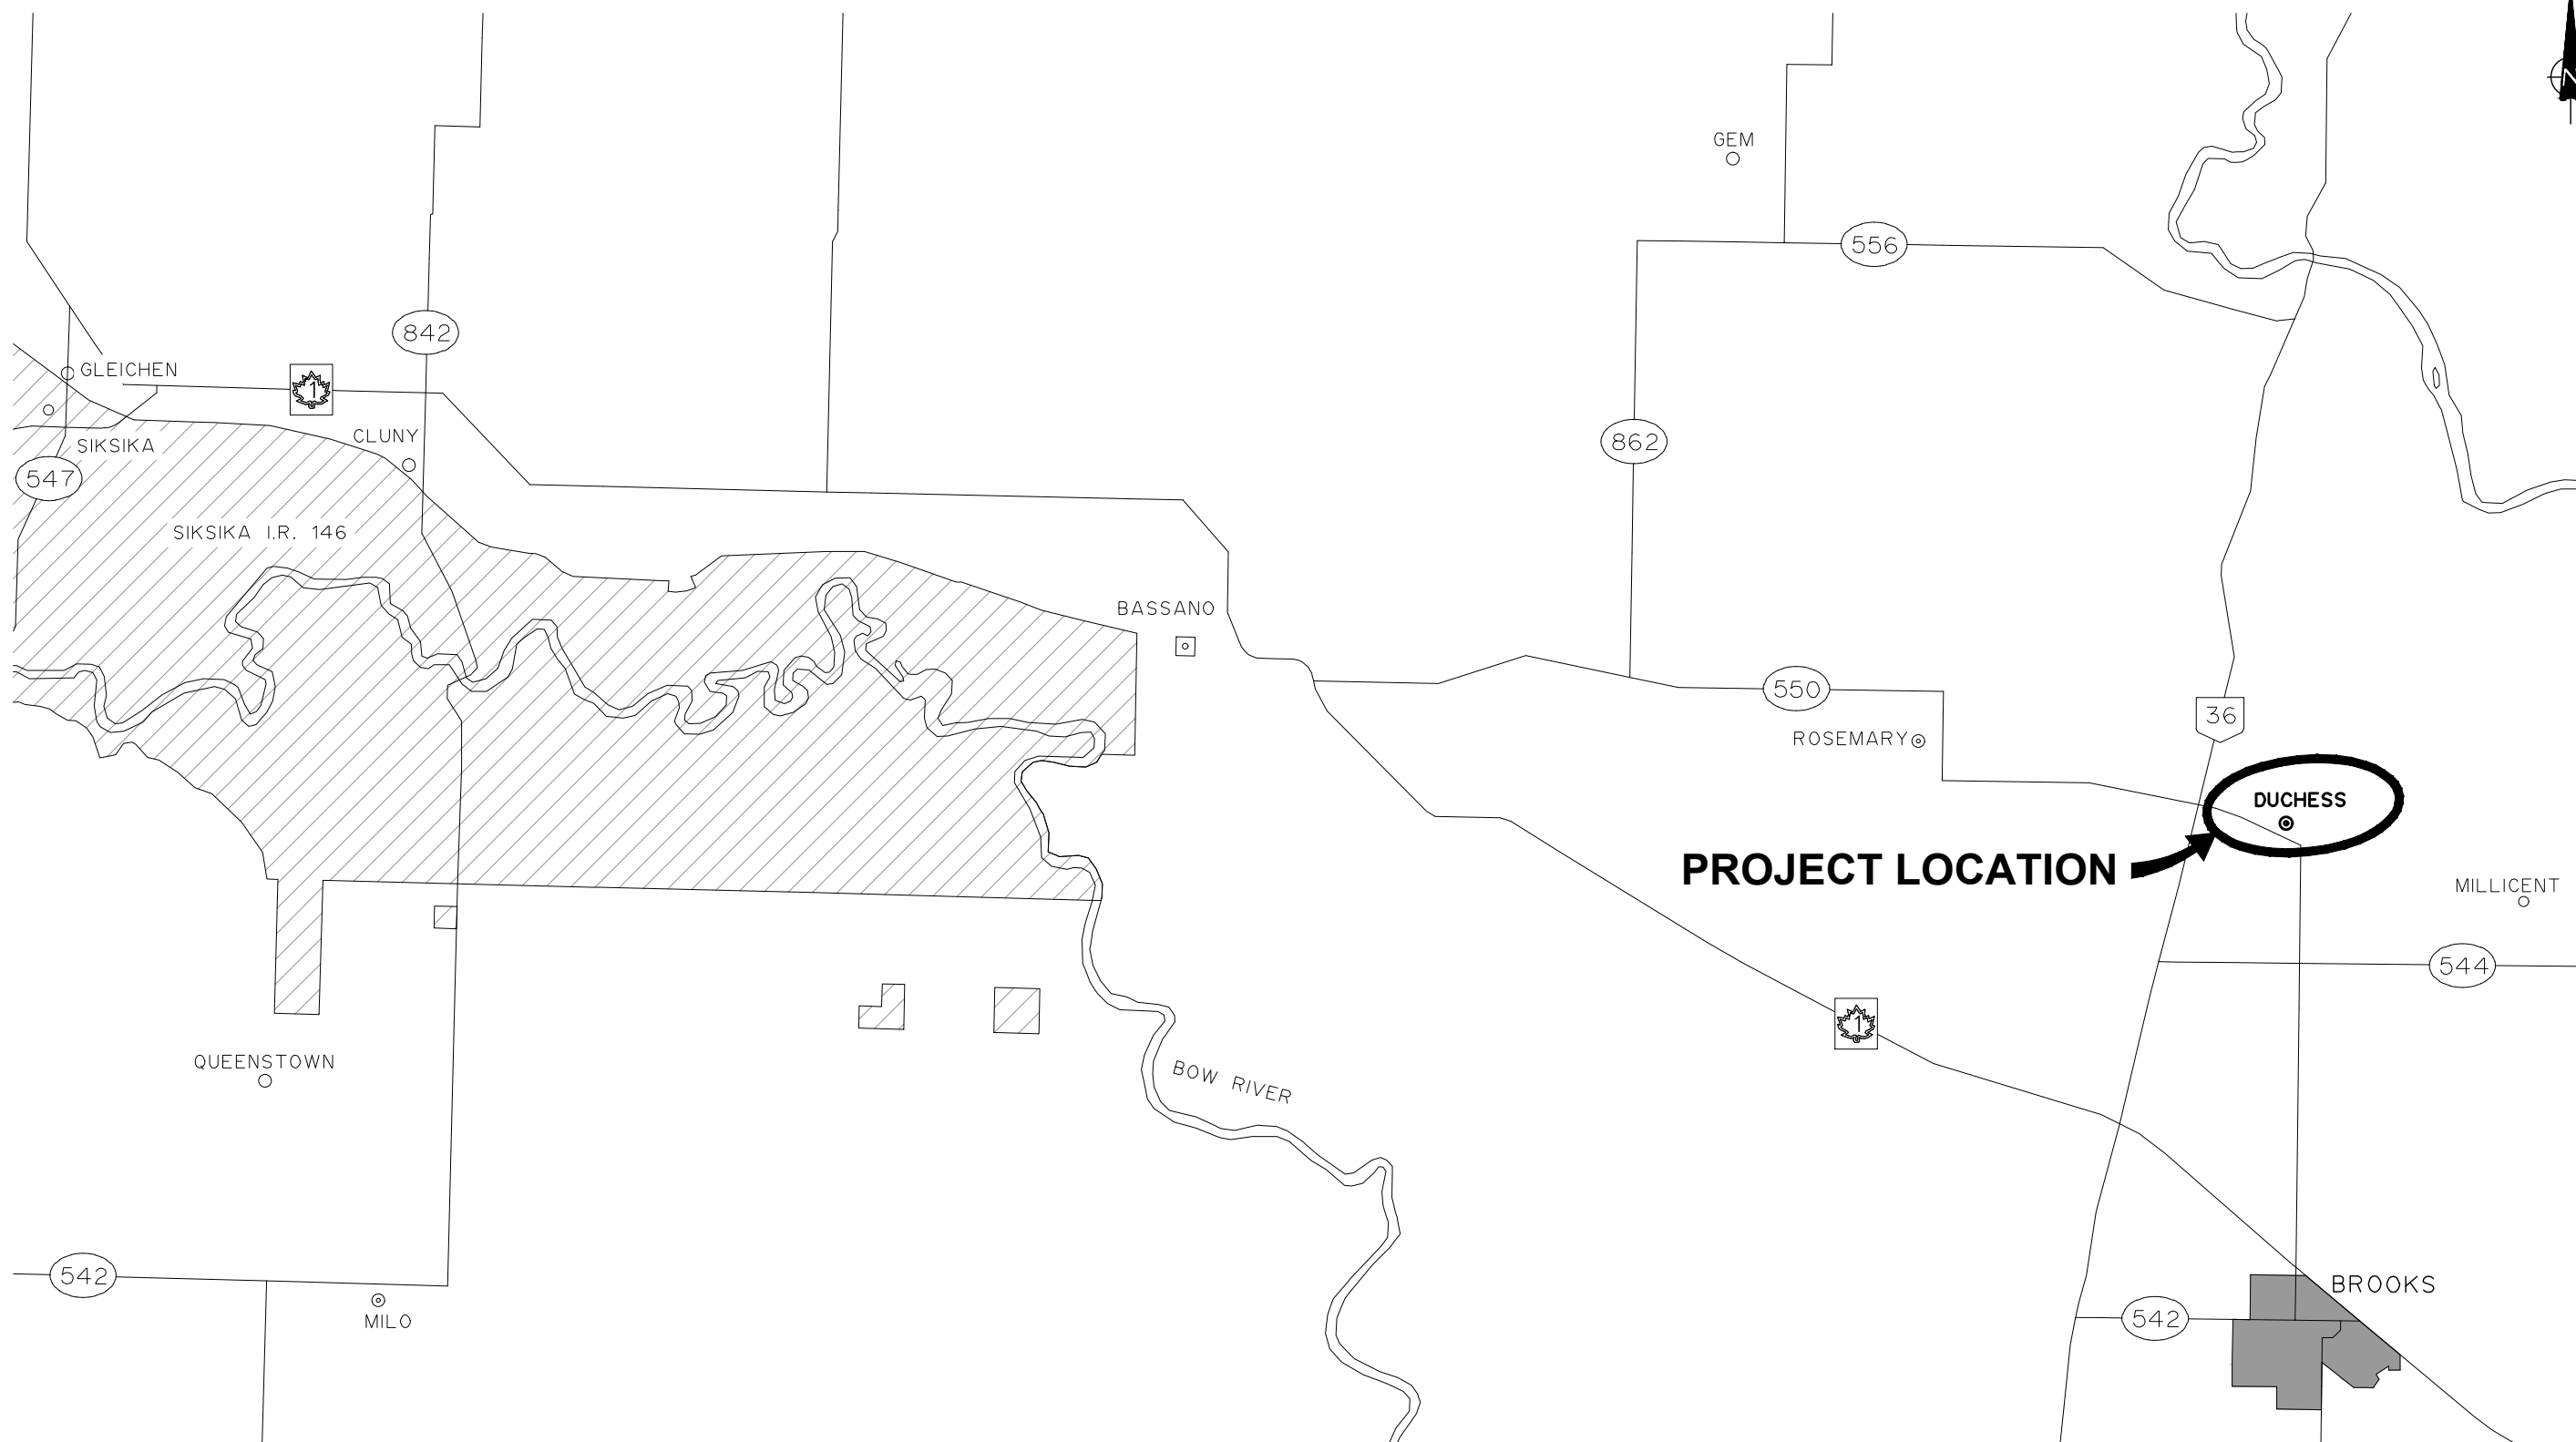 N
GEM
556
842
GLEICHEN
1
CLUNY
SIKSIKA
862
547
SIKSIKA I.R. 146
BASSANO
550
36
ROSEMARY
DUCHESS
PROJECT LOCATION
MILLICENT
544
1
QUEENSTOWN
BOW RIVER
542
BROOKS
MILO
542